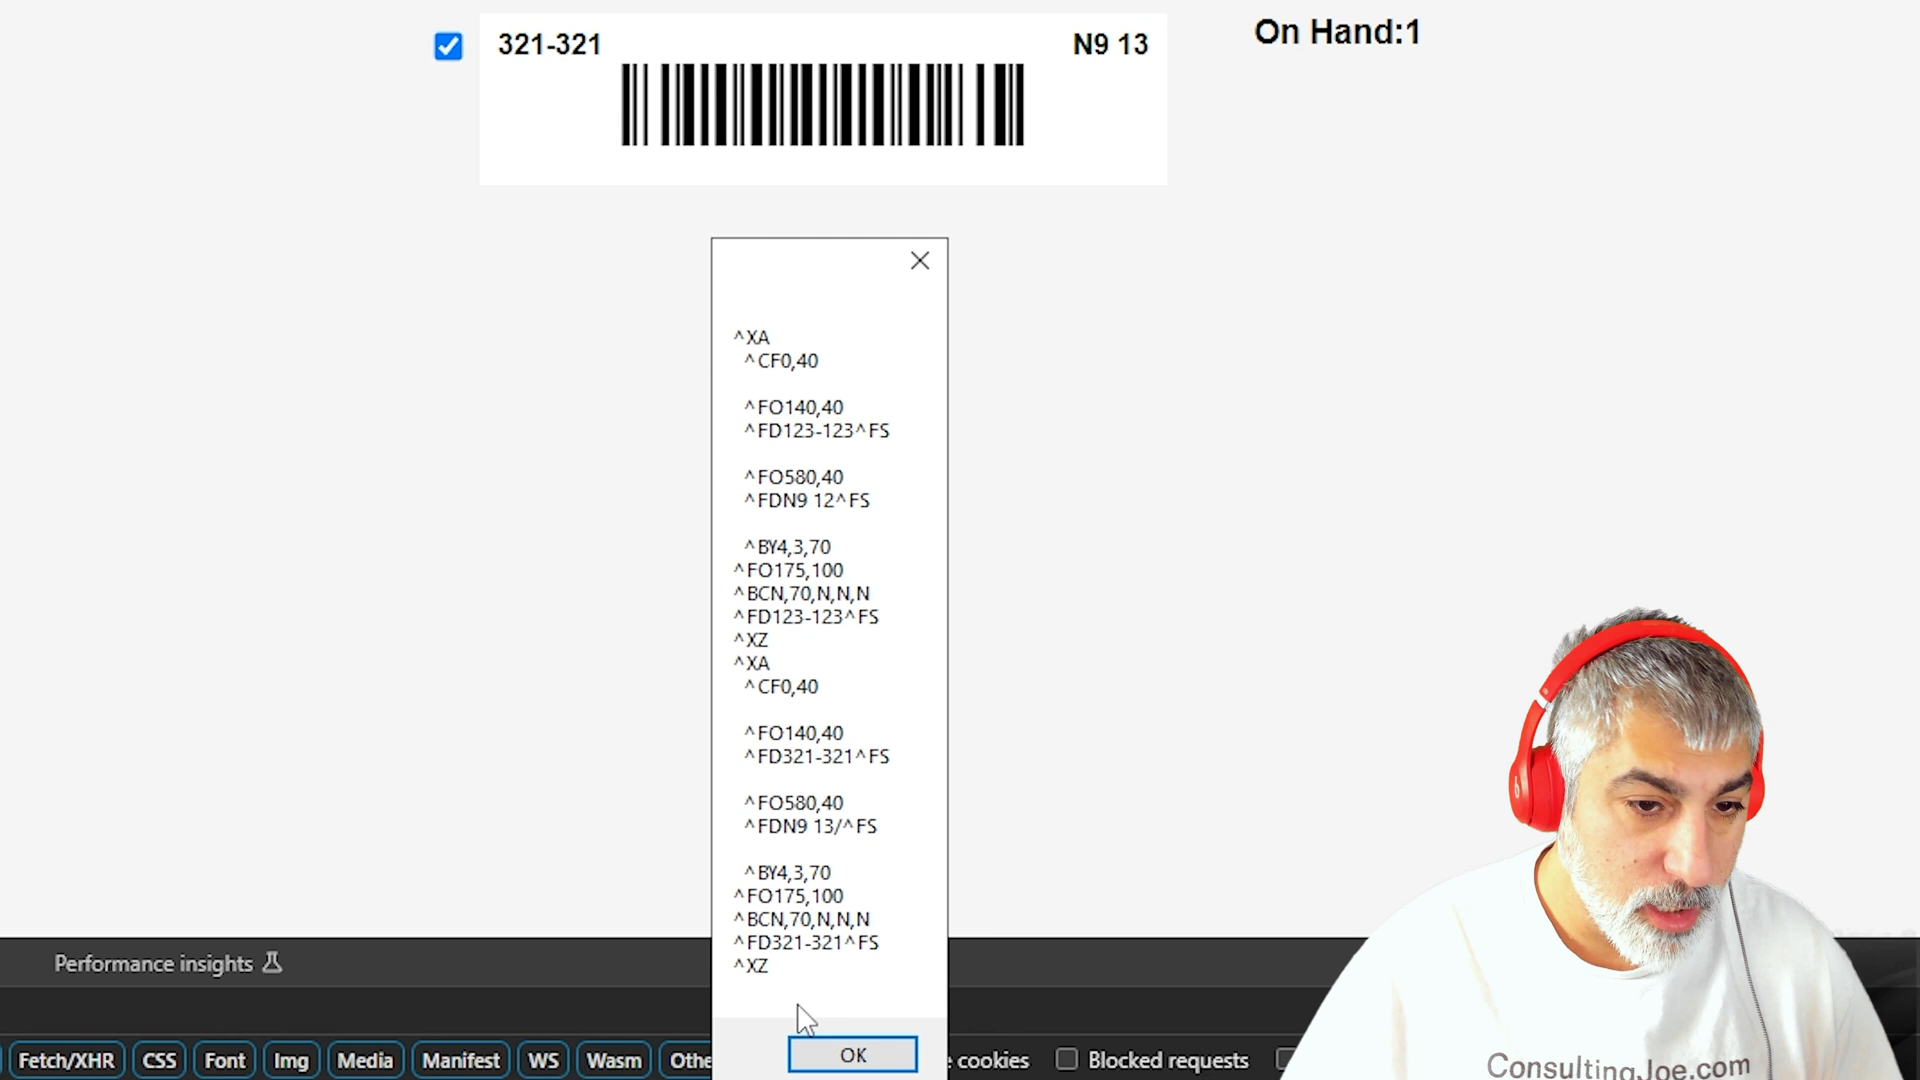 321-321
N9 13
On Hand:1
^XA
^CF0,40
^FO140,40
^FD123-123^FS
^FO580,40
^FDN9 12^FS
^BY4,3,70
^FO175,100
^BCN,70,N,N,N
^FD123-123^FS
^XZ
^XA
^CF0,40
^FO140,40
^FD321-321^FS
^FO580,40
^FDN9 13/^FS
^BY4,3,70
^FO175,100
^BCN,70,N,N,N
^FD321-321^FS
^XZ
OK
Performance insights
Fetch/XHR CSS Font Img Media Manifest WS Wasm Othe cookies Blocked requests
ConsultingJoe.com